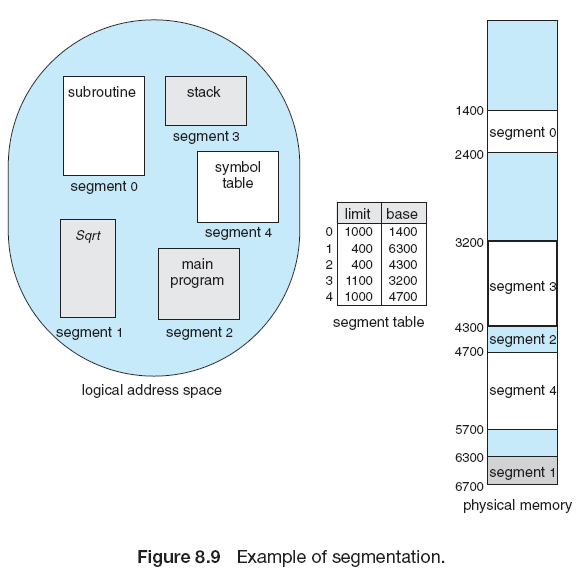 subroutine
stack
segment 3
symbol
table
segment 0
segment 4
Sqrt
main
program
segment 1
segment 2
logical address space
limit base
0 1000 1400
1 400 6300
2 400 4300
3 1100 3200
4 1000 4700
segment table
1400
segment 0
2400
3200
segment 3
4300
segment 2
4700
segment 4
5700
6300
segment 1
6700
physical memory
Figure 8.9 Example of segmentation.